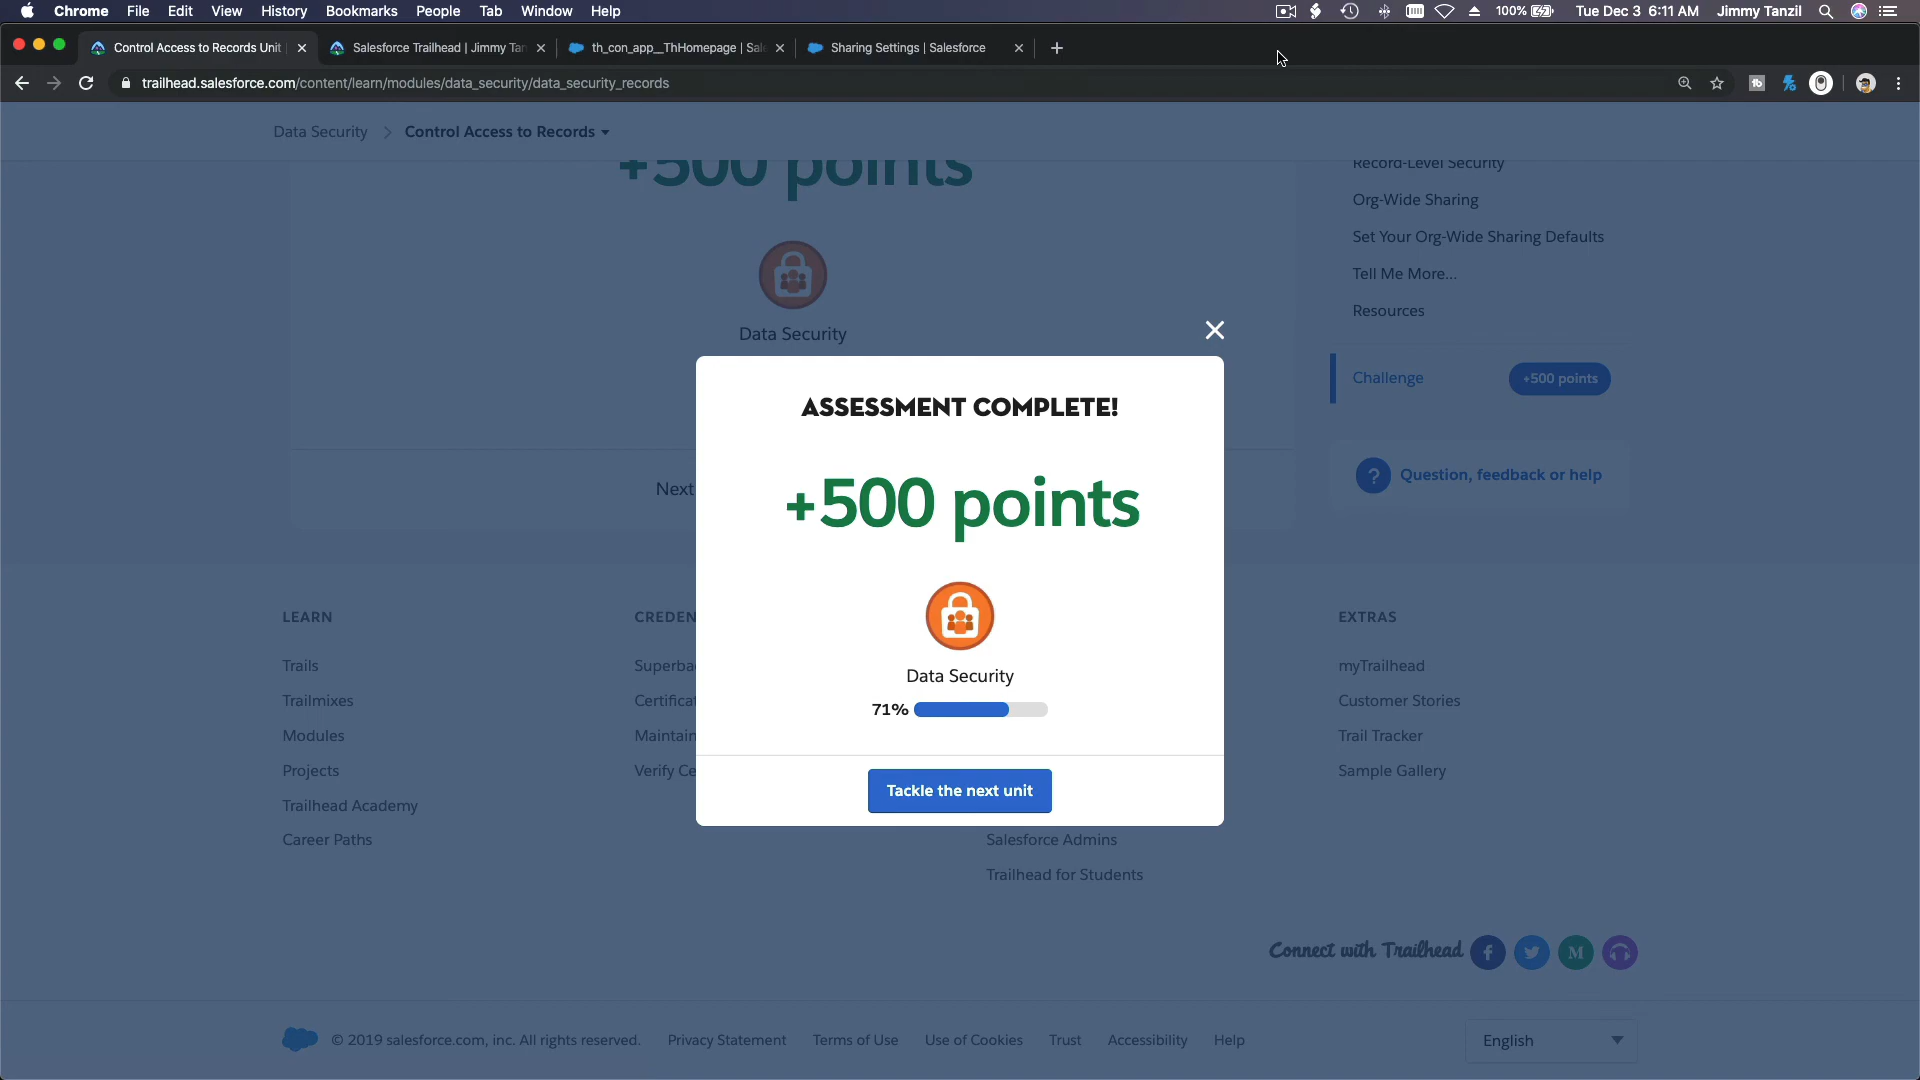 Chrome File Edit View History Bookmarks People Tab Window Help 100% Tue Dec 3 6:11 AM Jimmy Tanzil
Control Access to Records Unit Salesforce Trailhead | Jimmy Tan th_con_app__ThHomepage | Sal Sharing Settings | Salesforce
trailhead.salesforce.com/content/learn/modules/data_security/data_security_records
Data Security > Control Access to Records
+500 points
Record-Level Security
Org-Wide Sharing
Set Your Org-Wide Sharing Defaults
Tell Me More...
Resources
Data Security
Challenge +500 points
ASSESSMENT COMPLETE!
? Question, feedback or help
Next
+500 points
Data Security
71%
Tackle the next unit
LEARN
Trails
Trailmixes
Modules
Projects
Trailhead Academy
Career Paths
CREDEN
Superba
Certificat
Maintain
Verify Ce
Salesforce Admins
Trailhead for Students
EXTRAS
myTrailhead
Customer Stories
Trail Tracker
Sample Gallery
Connect with Trailhead
© 2019 salesforce.com, inc. All rights reserved. Privacy Statement Terms of Use Use of Cookies Trust Accessibility Help English